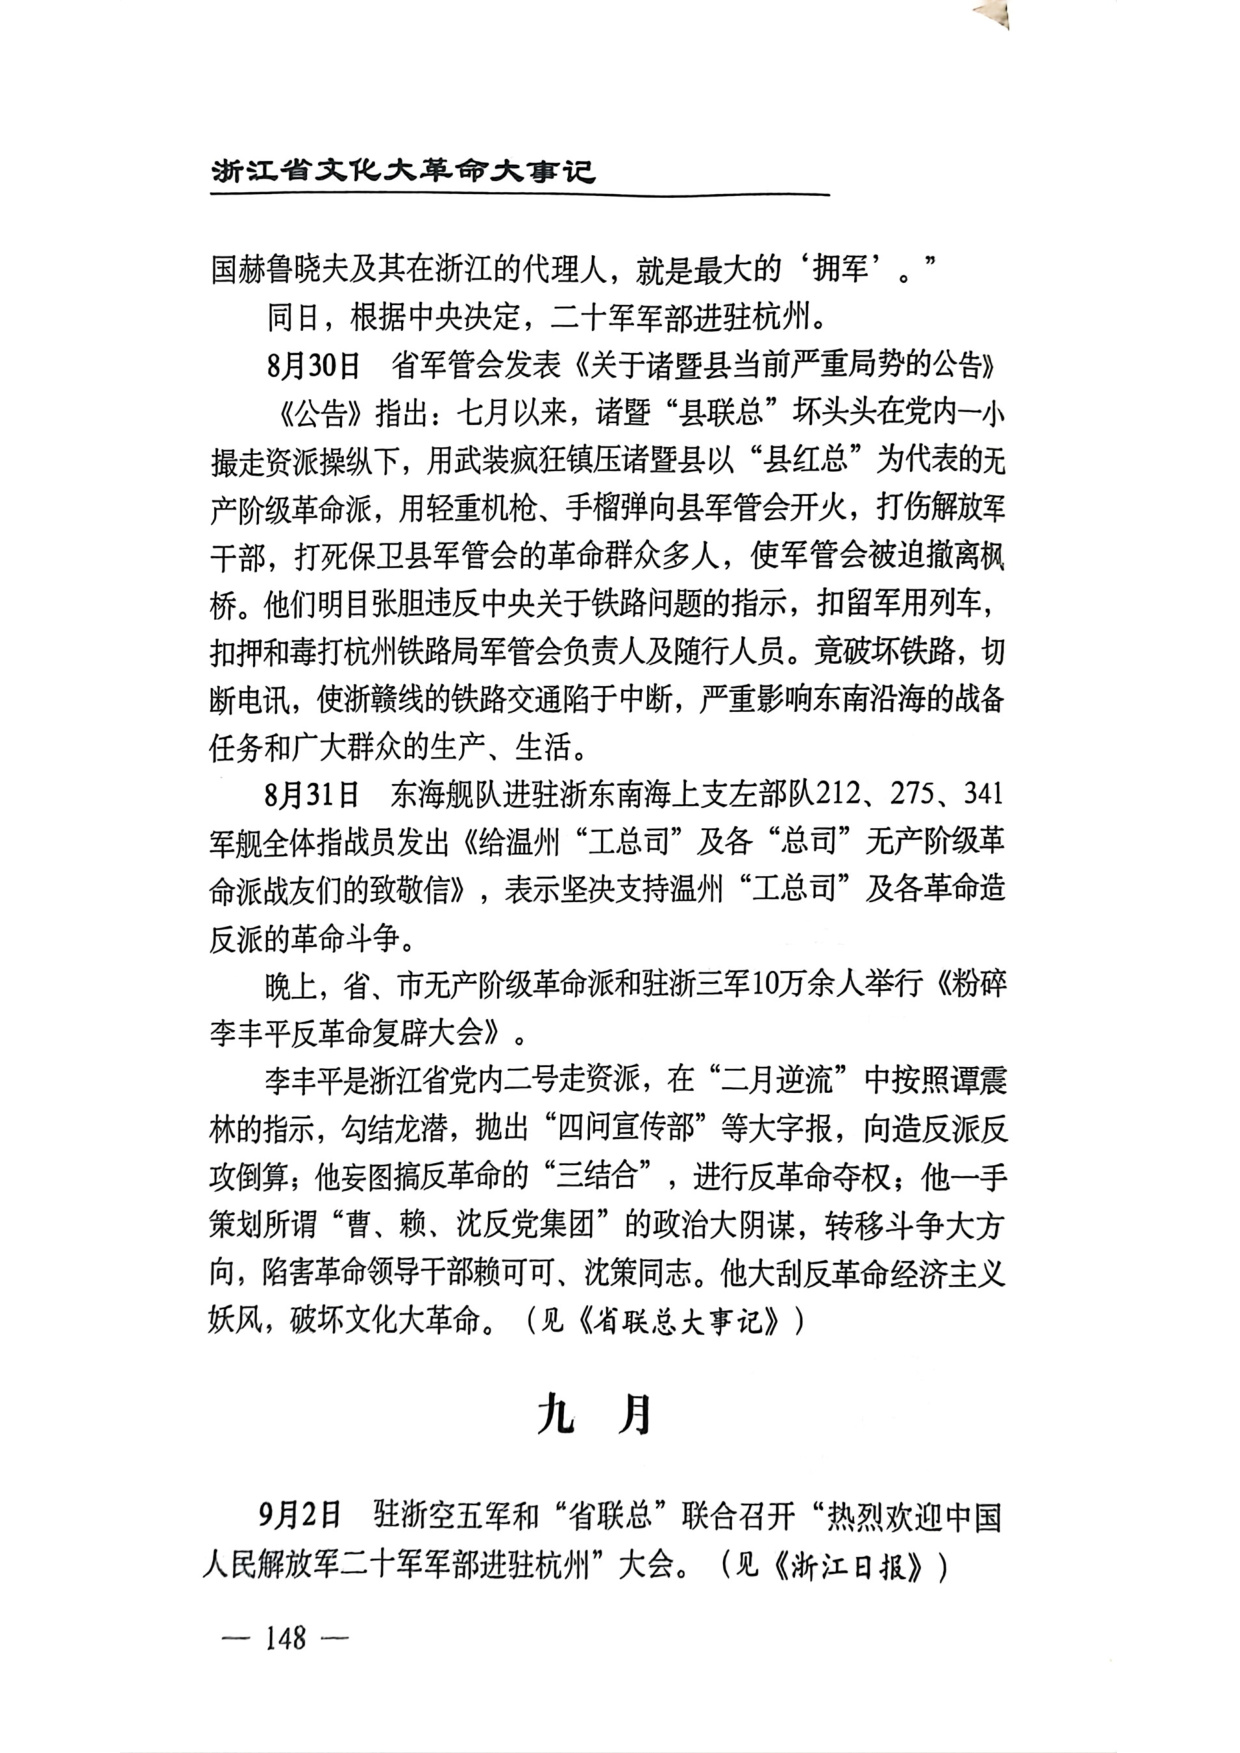 浙江省文化大革命大事记
国赫鲁晓夫及其在浙江的代理人，就是最大的‘拥军’。”
同日，根据中央决定，二十军军部进驻杭州。
8月30日　省军管会发表《关于诸暨县当前严重局势的公告》
《公告》指出：七月以来，诸暨“县联总”坏头头在党内一小
撮走资派操纵下，用武装疯狂镇压诸暨县以“县红总”为代表的无
产阶级革命派，用轻重机枪、手榴弹向县军管会开火，打伤解放军
干部，打死保卫县军管会的革命群众多人，使军管会被迫撤离枫
桥。他们明目张胆违反中央关于铁路问题的指示，扣留军用列车，
扣押和毒打杭州铁路局军管会负责人及随行人员。竟破坏铁路，切
断电讯，使浙赣线的铁路交通陷于中断，严重影响东南沿海的战备
任务和广大群众的生产、生活。
8月31日　东海舰队进驻浙东南海上支左部队212、275、341
军舰全体指战员发出《给温州“工总司”及各“总司”无产阶级革
命派战友们的致敬信》，表示坚决支持温州“工总司”及各革命造
反派的革命斗争。
晚上，省、市无产阶级革命派和驻浙三军10万余人举行《粉碎
李丰平反革命复辟大会》。
李丰平是浙江省党内二号走资派，在“二月逆流”中按照谭震
林的指示，勾结龙潜，抛出“四问宣传部”等大字报，向造反派反
攻倒算；他妄图搞反革命的“三结合”，进行反革命夺权；他一手
策划所谓“曹、赖、沈反党集团”的政治大阴谋，转移斗争大方
向，陷害革命领导干部赖可可、沈策同志。他大刮反革命经济主义
妖风，破坏文化大革命。（见《省联总大事记》）
九　月
9月2日　驻浙空五军和“省联总”联合召开“热烈欢迎中国
人民解放军二十军军部进驻杭州”大会。（见《浙江日报》）
— 148 —